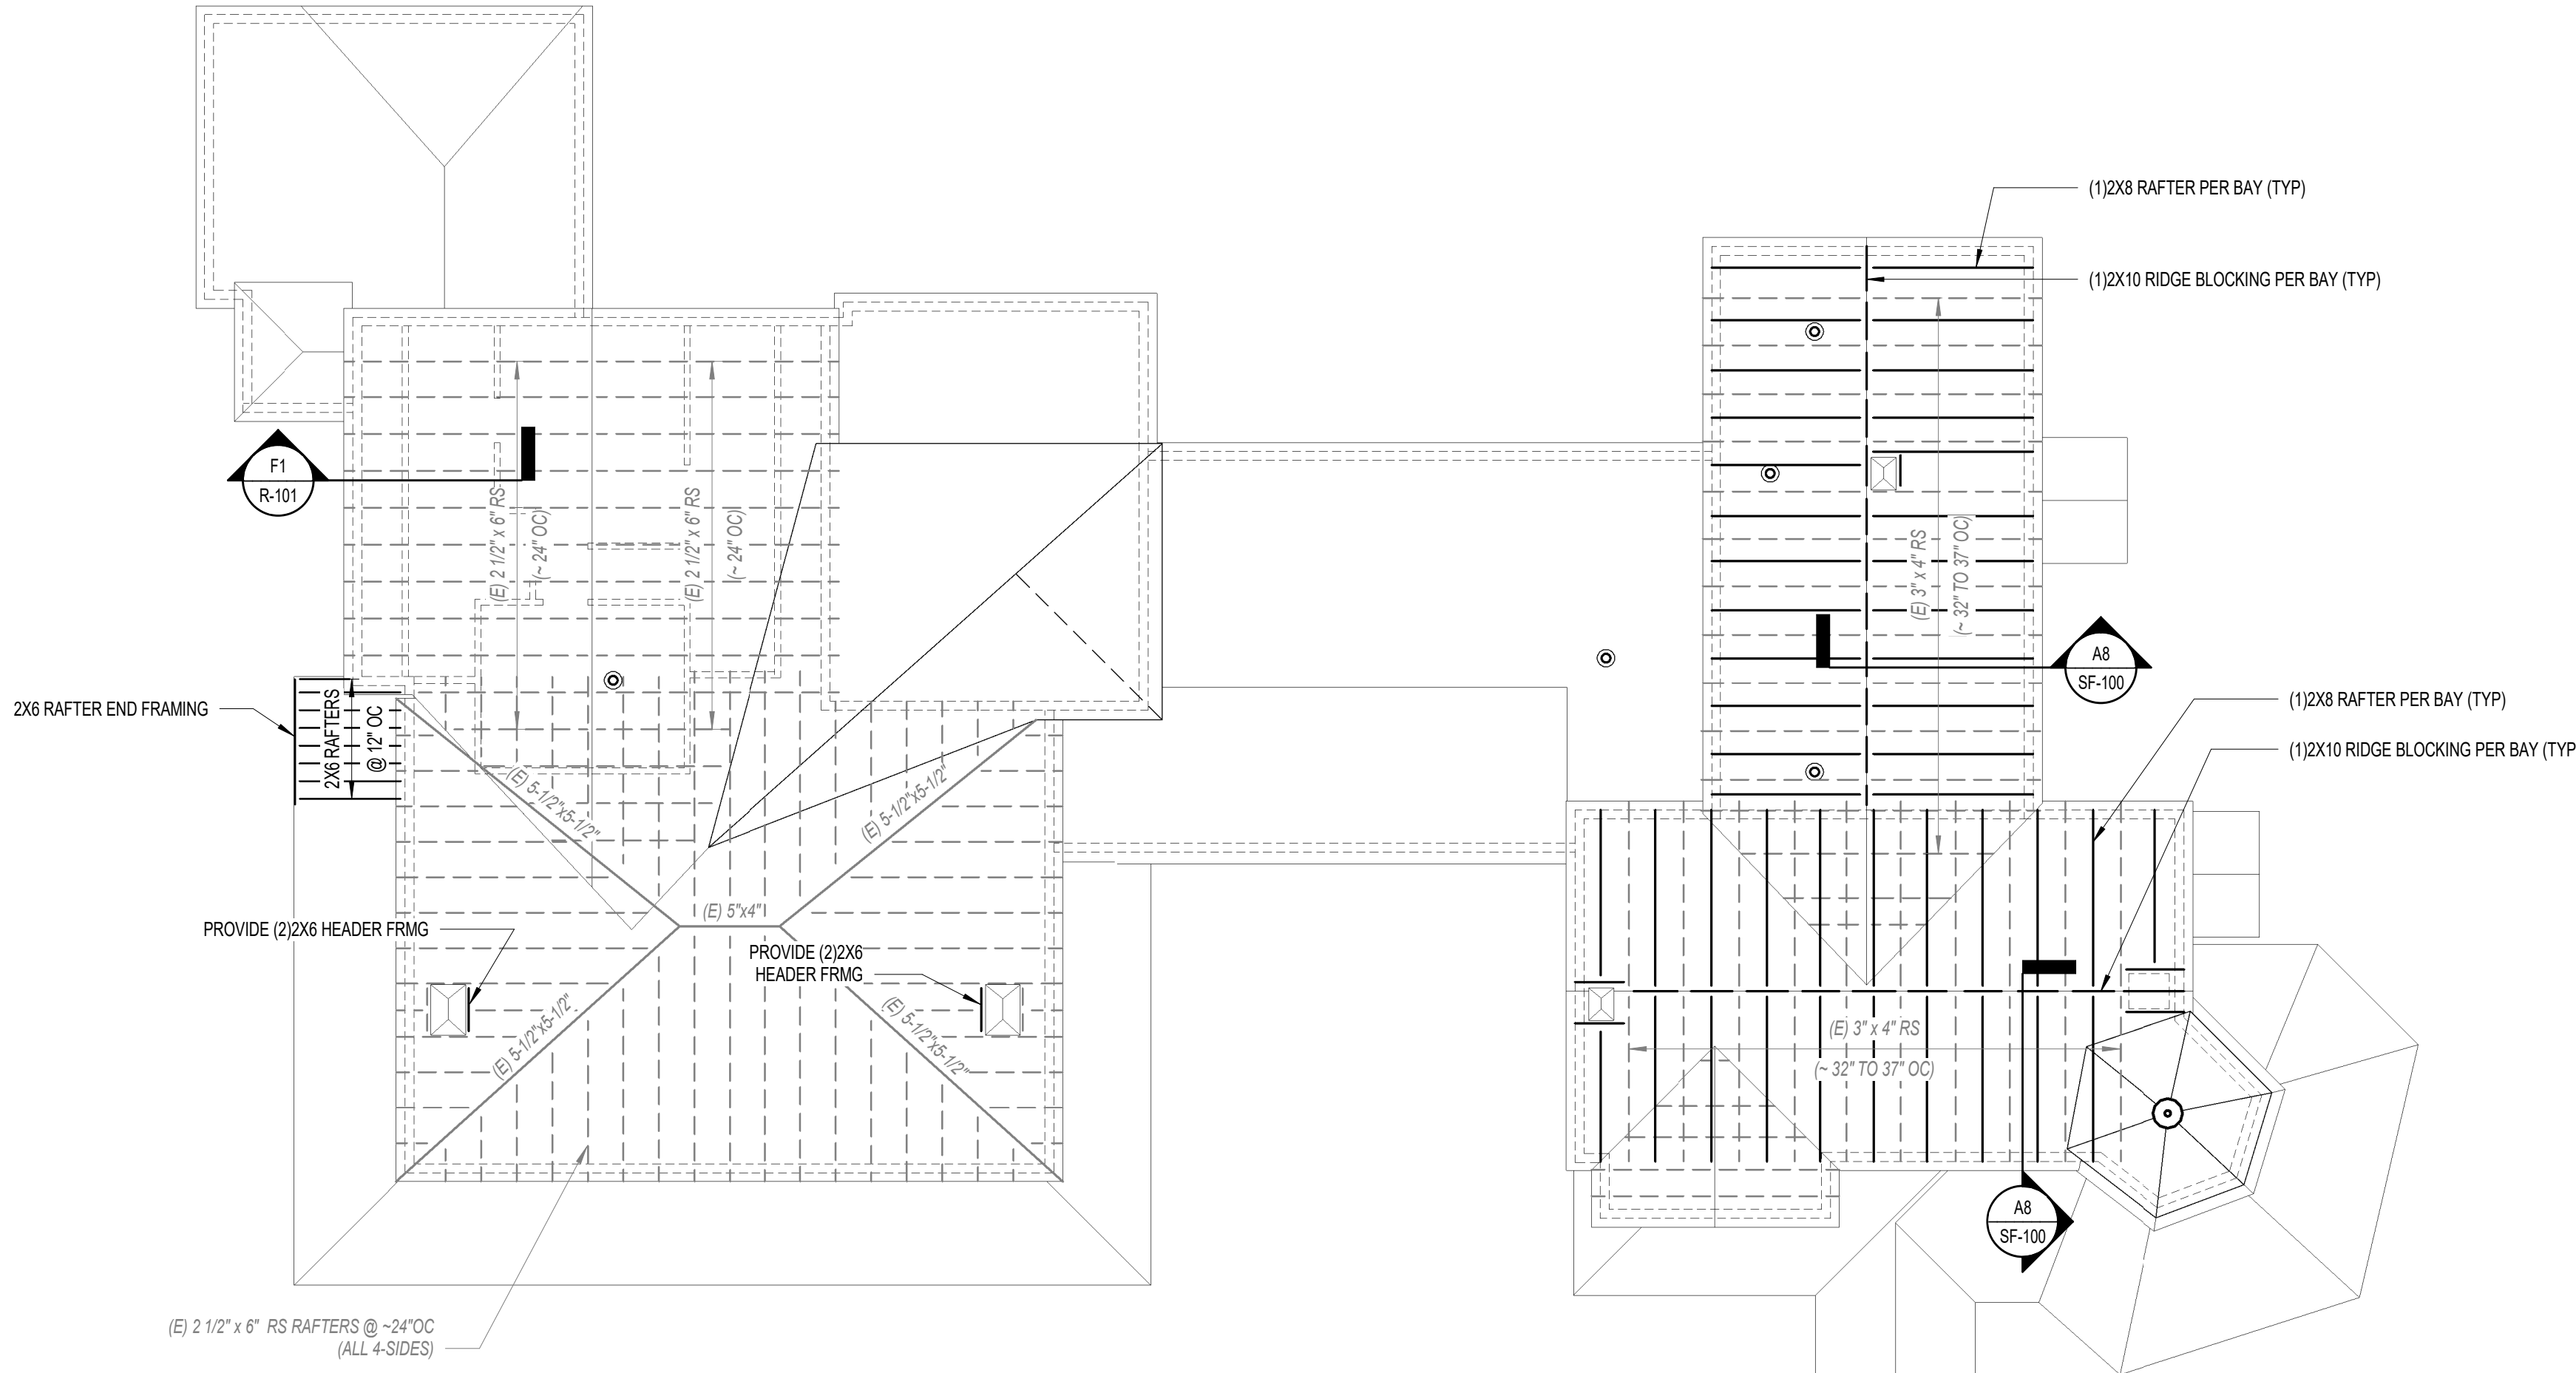 (1)2X8 RAFTER PER BAY (TYP)
(1)2X10 RIDGE BLOCKING PER BAY (TYP)
F1
R-101
(E) 2 1/2" x 6" RS
(~ 24" OC)
(E) 2 1/2" x 6" RS
(~ 24" OC)
(E) 3" x 4" RS
(~ 32" TO 37" OC)
A8
SF-100
2X6 RAFTER END FRAMING
2X6 RAFTERS
@ 12" OC
(1)2X8 RAFTER PER BAY (TYP)
(1)2X10 RIDGE BLOCKING PER BAY (TYP
(E) 5-1/2"x5-1/2"
(E) 5-1/2"x5-1/2"
(E) 5"x4"
PROVIDE (2)2X6 HEADER FRMG
PROVIDE (2)2X6
HEADER FRMG
(E) 5-1/2"x5-1/2"
(E) 5-1/2"x5-1/2"
(E) 3" x 4" RS
(~ 32" TO 37" OC)
A8
SF-100
(E) 2 1/2" x 6" RS RAFTERS @ ~24"OC
(ALL 4-SIDES)